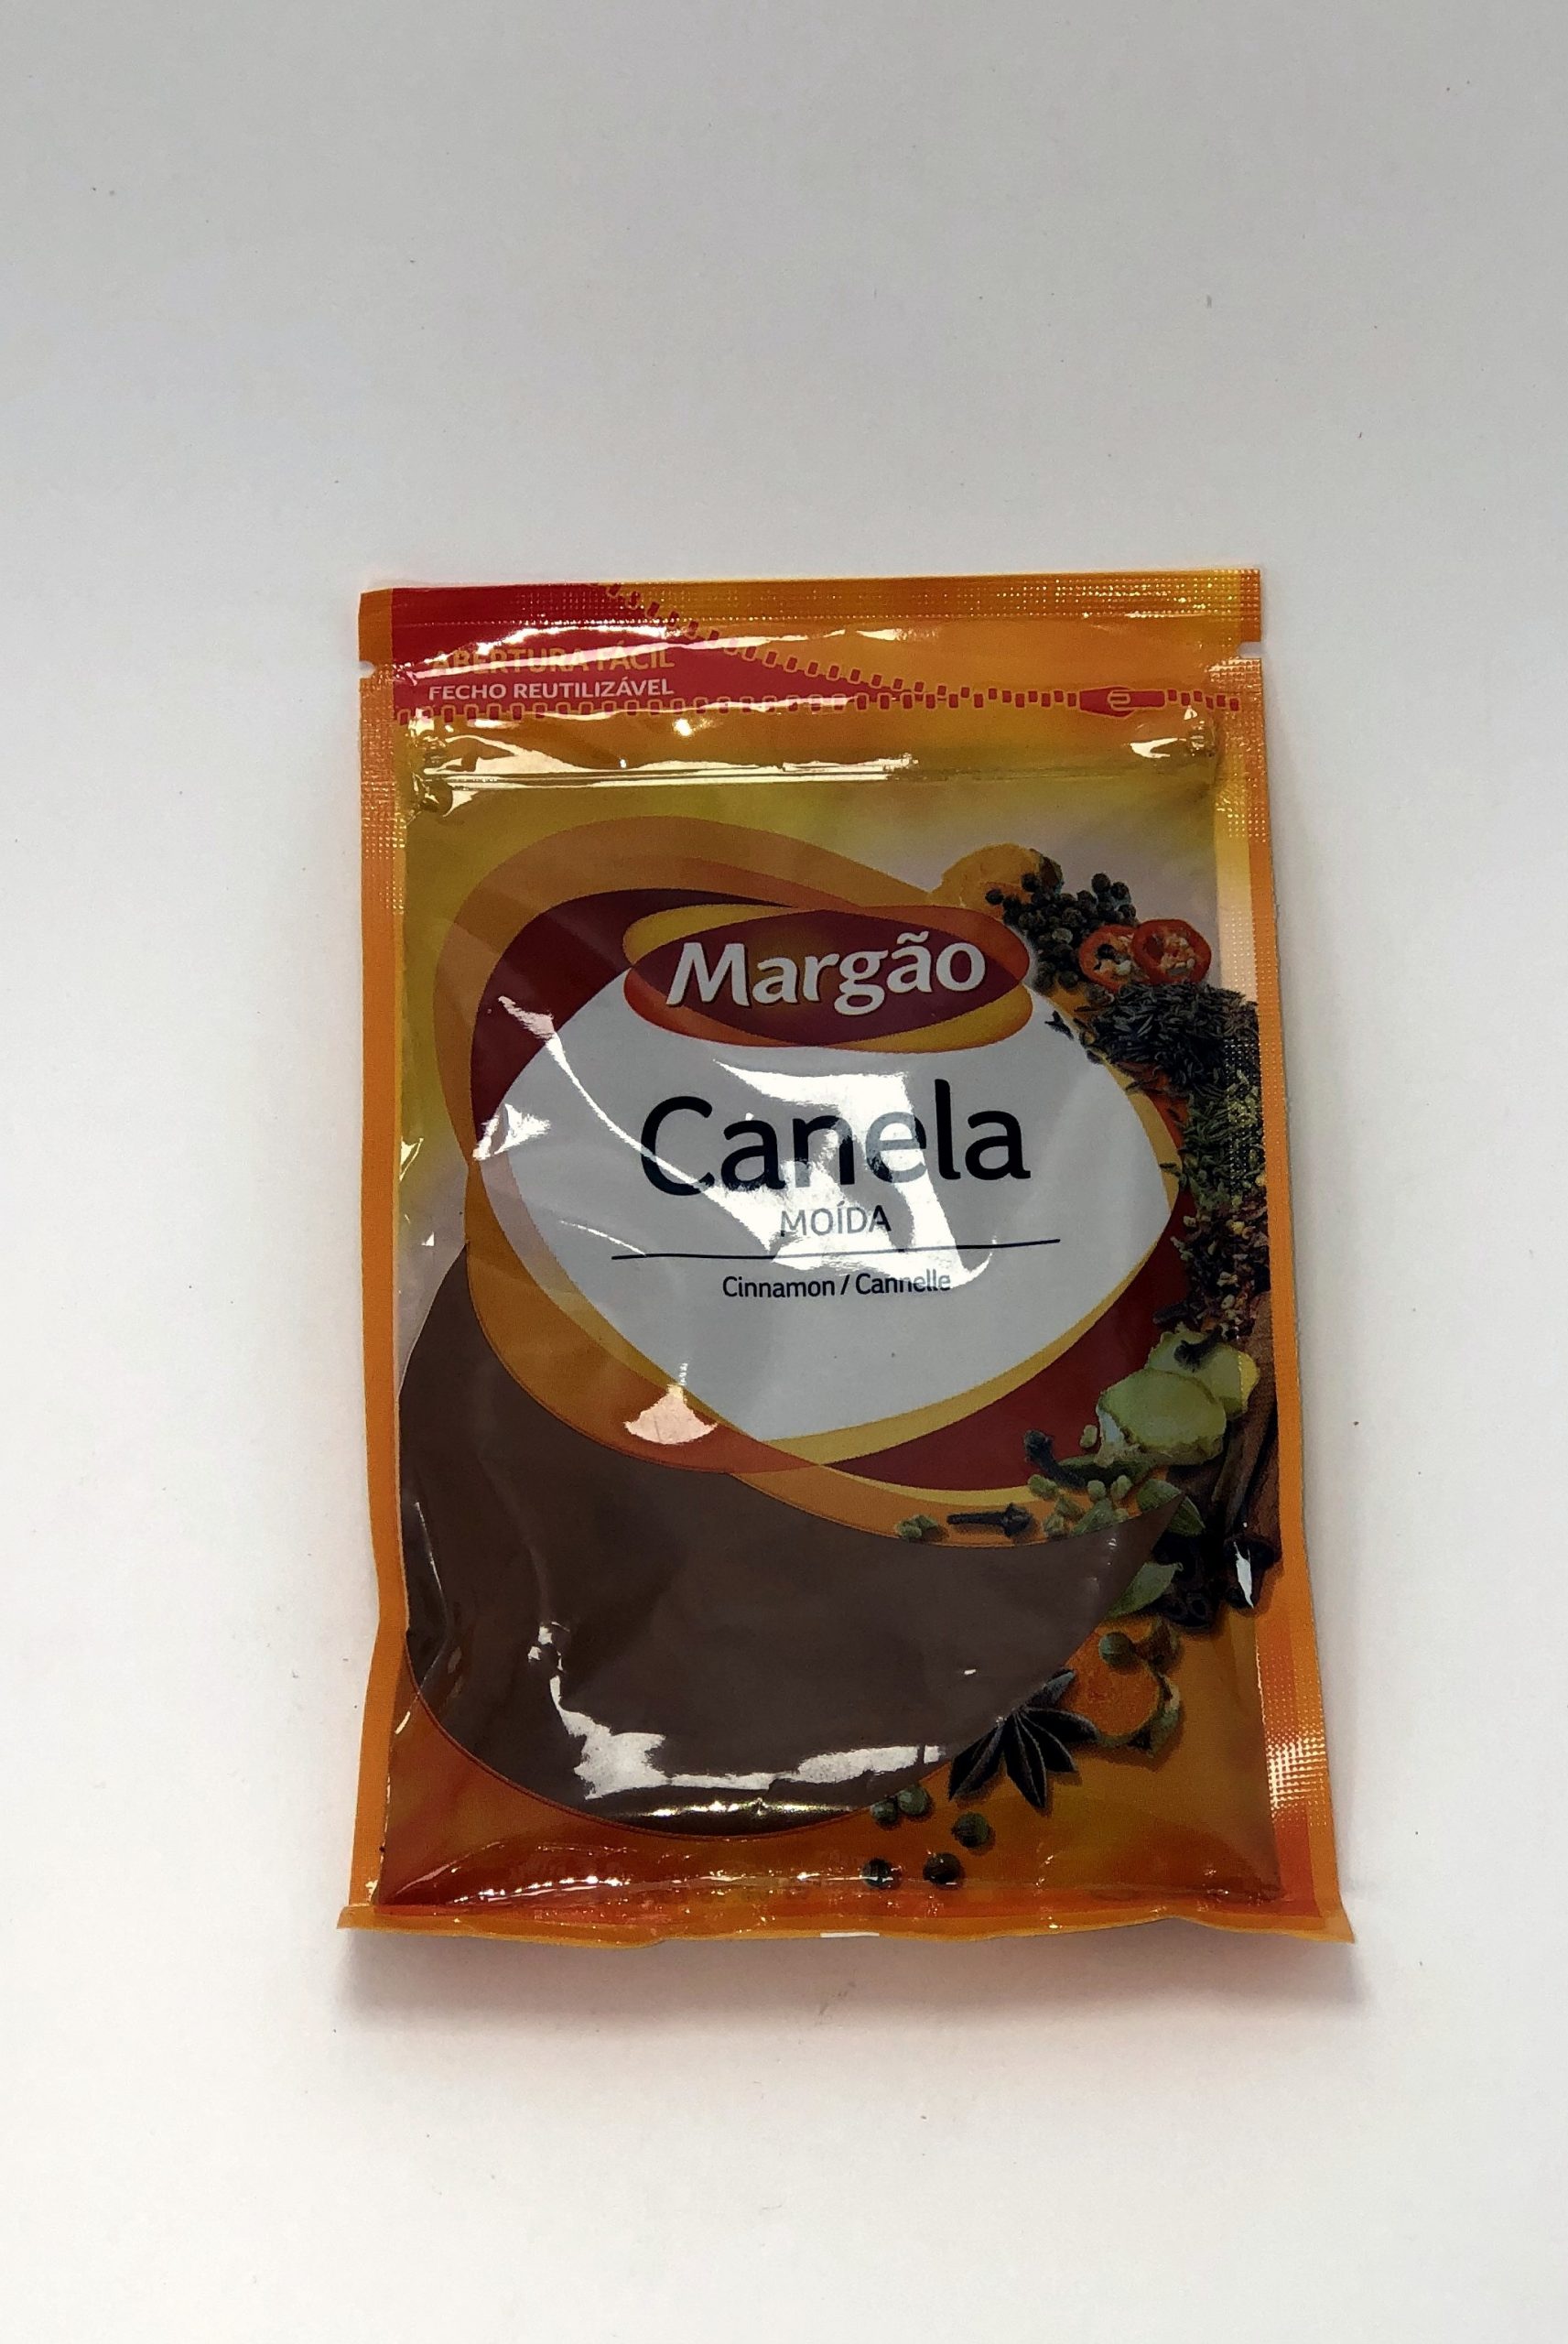 ABERTURA FÁCIL
FECHO REUTILIZÁVEL
Margão
Canela
MOÍDA
Cinnamon / Cannelle